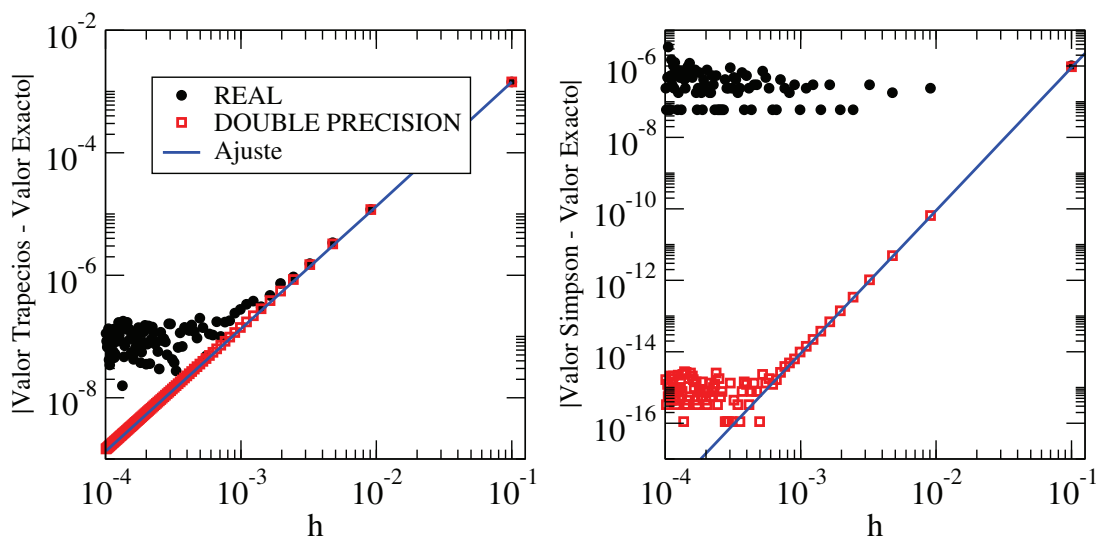 |Valor Trapecios - Valor Exacto|
10^-2
10^-4
10^-6
10^-8
REAL
DOUBLE PRECISION
Ajuste
10^-4 10^-3 10^-2 10^-1
h
|Valor Simpson - Valor Exacto|
10^-6
10^-8
10^-10
10^-12
10^-14
10^-16
10^-4 10^-3 10^-2 10^-1
h